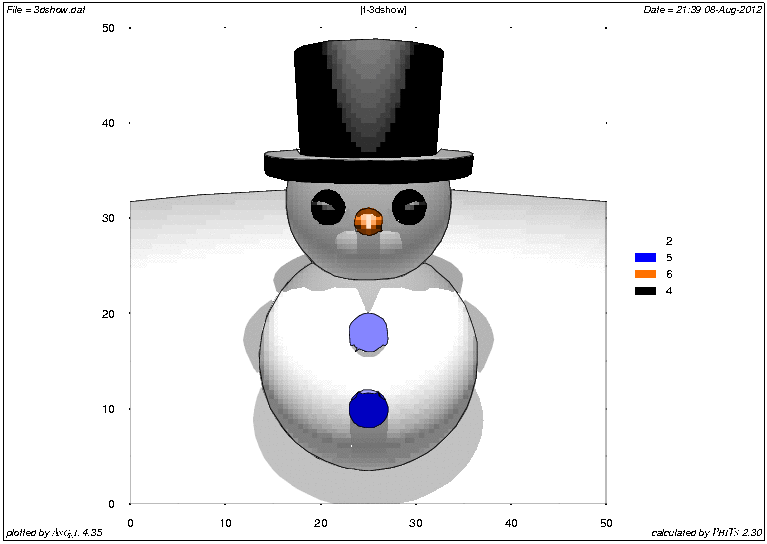 File = 3dshow.dat
[t-3dshow]
Date = 21:39 08-Aug-2012
50
40
30
20
10
0
2
5
6
4
0 10 20 30 40 50
plotted by ANGEL 4.35
calculated by PHITS 2.30